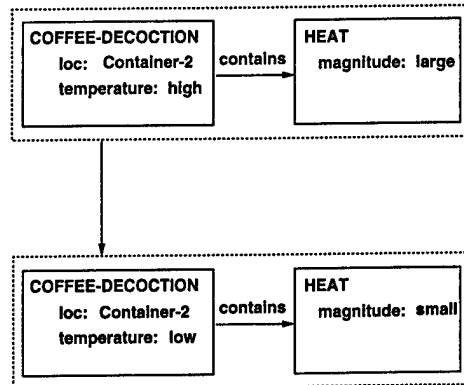 COFFEE-DECOCTION
loc: Container-2
temperature: high
contains
HEAT
magnitude: large
COFFEE-DECOCTION
loc: Container-2
temperature: low
contains
HEAT
magnitude: small